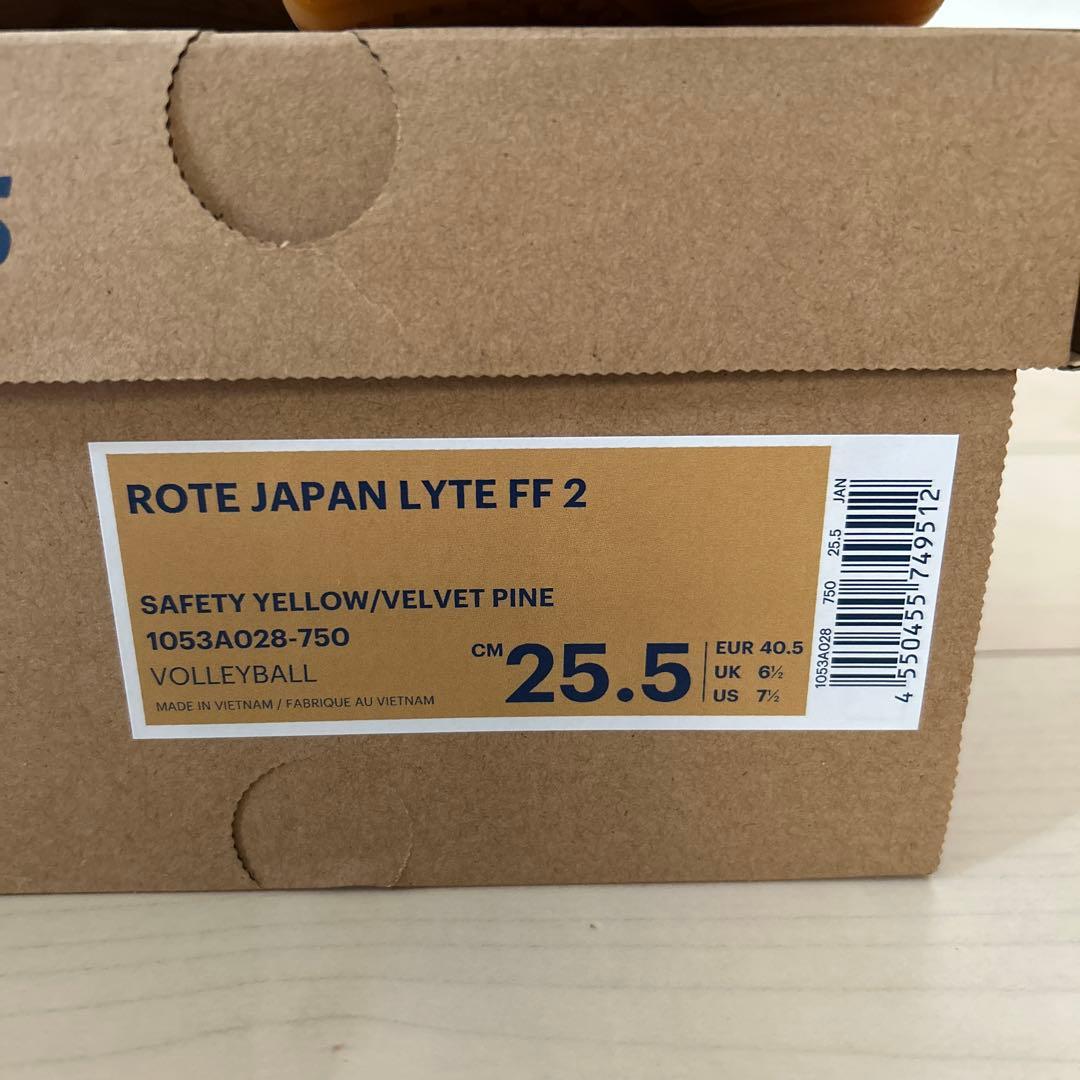 ROTE JAPAN LYTE FF 2
SAFETY YELLOW/VELVET PINE
1053A028-750
VOLLEYBALL
MADE IN VIETNAM / FABRIQUE AU VIETNAM
CM 25.5
EUR 40.5
UK 6½
US 7½
1053A028 750 25.5 JAN
4550455749512